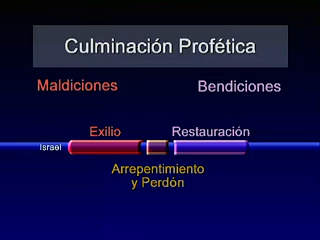 Culminación Profética
Maldiciones
Bendiciones
Exilio
Restauración
Israel
Arrepentimiento
y Perdón